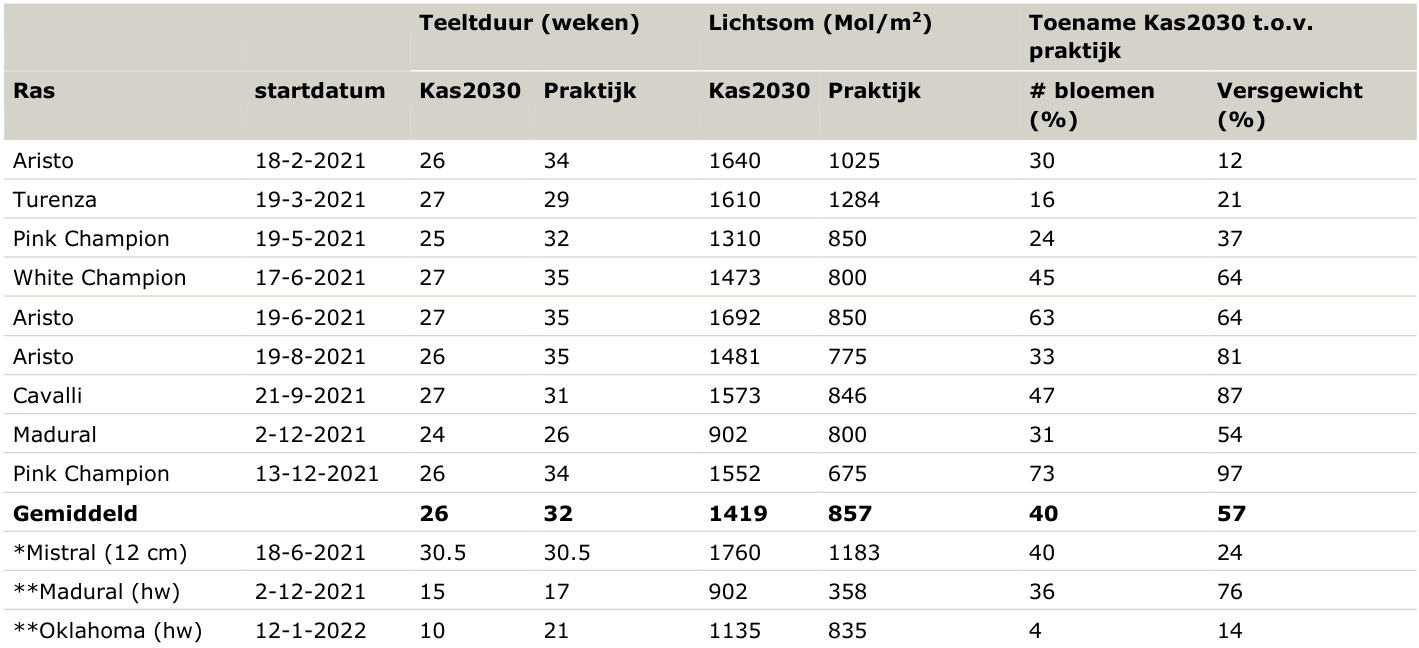 Teeltduur (weken) Lichtsom (Mol/m²) Toename Kas2030 t.o.v.
praktijk
Ras startdatum Kas2030 Praktijk Kas2030 Praktijk # bloemen Versgewicht
(%) (%)
Aristo 18-2-2021 26 34 1640 1025 30 12
Turenza 19-3-2021 27 29 1610 1284 16 21
Pink Champion 19-5-2021 25 32 1310 850 24 37
White Champion 17-6-2021 27 35 1473 800 45 64
Aristo 19-6-2021 27 35 1692 850 63 64
Aristo 19-8-2021 26 35 1481 775 33 81
Cavalli 21-9-2021 27 31 1573 846 47 87
Madural 2-12-2021 24 26 902 800 31 54
Pink Champion 13-12-2021 26 34 1552 675 73 97
Gemiddeld 26 32 1419 857 40 57
*Mistral (12 cm) 18-6-2021 30.5 30.5 1760 1183 40 24
**Madural (hw) 2-12-2021 15 17 902 358 36 76
**Oklahoma (hw) 12-1-2022 10 21 1135 835 4 14